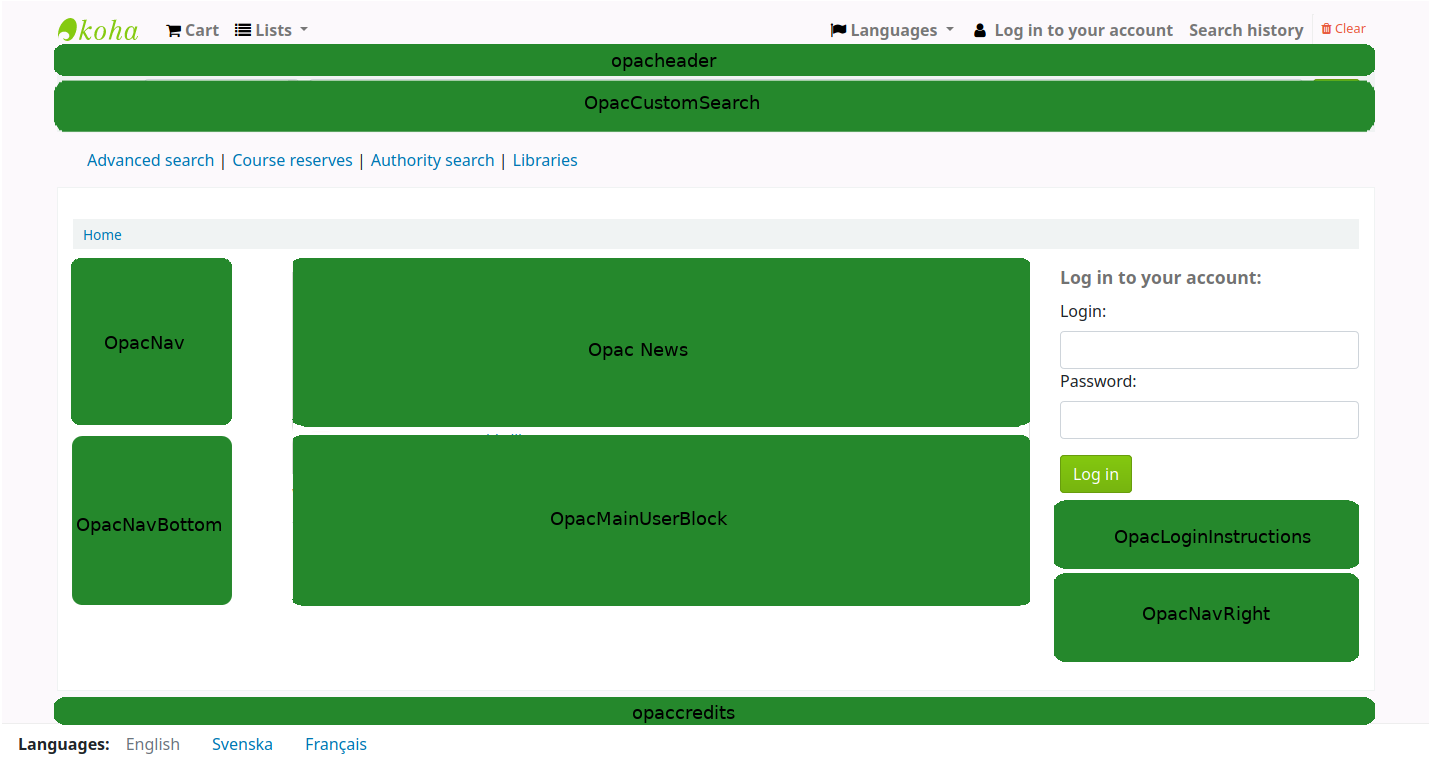 koha Cart Lists Languages Log in to your account Search history Clear
opacheader
OpacCustomSearch
Advanced search | Course reserves | Authority search | Libraries
Home
OpacNav
Opac News
Log in to your account:
Login:
Password:
Log in
OpacNavBottom
OpacMainUserBlock
OpacLoginInstructions
OpacNavRight
opaccredits
Languages: English Svenska Français